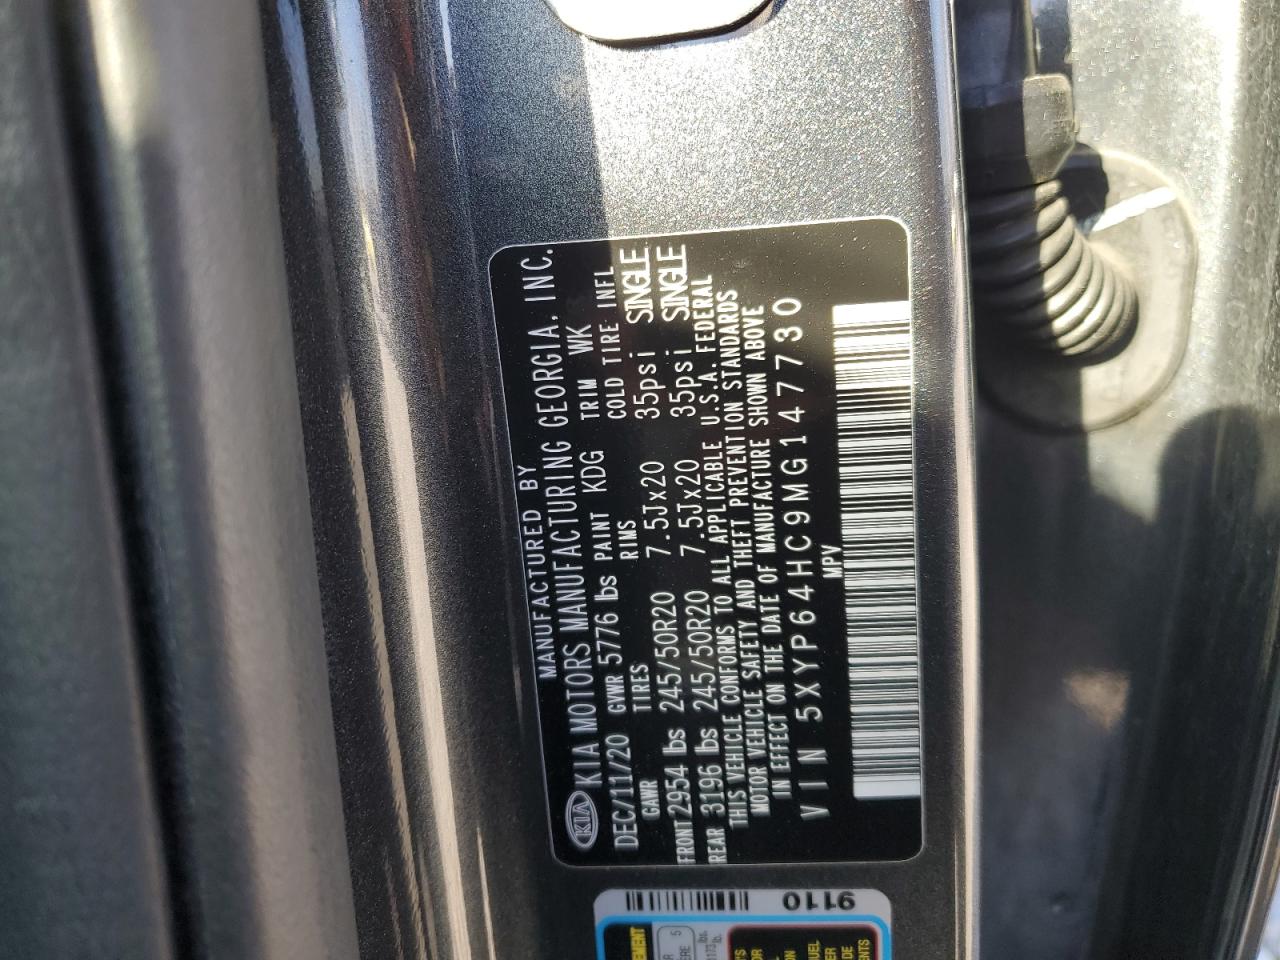 MANUFACTURED BY
KIA KIA MOTORS MANUFACTURING GEORGIA, INC.
DEC/11/20 GVWR 5776 lbs PAINT KDG TRIM WK
GAWR TIRES RIMS COLD TIRE INFL
FRONT 2954 lbs 245/50R20 7.5Jx20 35psi SINGLE
REAR 3196 lbs 245/50R20 7.5Jx20 35psi SINGLE
THIS VEHICLE CONFORMS TO ALL APPLICABLE U.S.A. FEDERAL
MOTOR VEHICLE SAFETY AND THEFT PREVENTION STANDARDS
IN EFFECT ON THE DATE OF MANUFACTURE SHOWN ABOVE
VIN 5XYP64HC9MG147730
MPV
9110
5